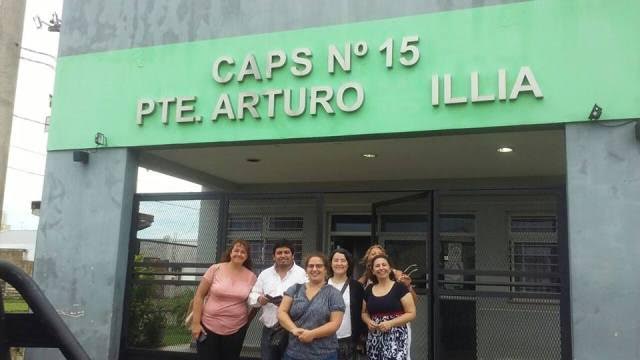 CAPS Nº 15
PTE. ARTURO ILLIA